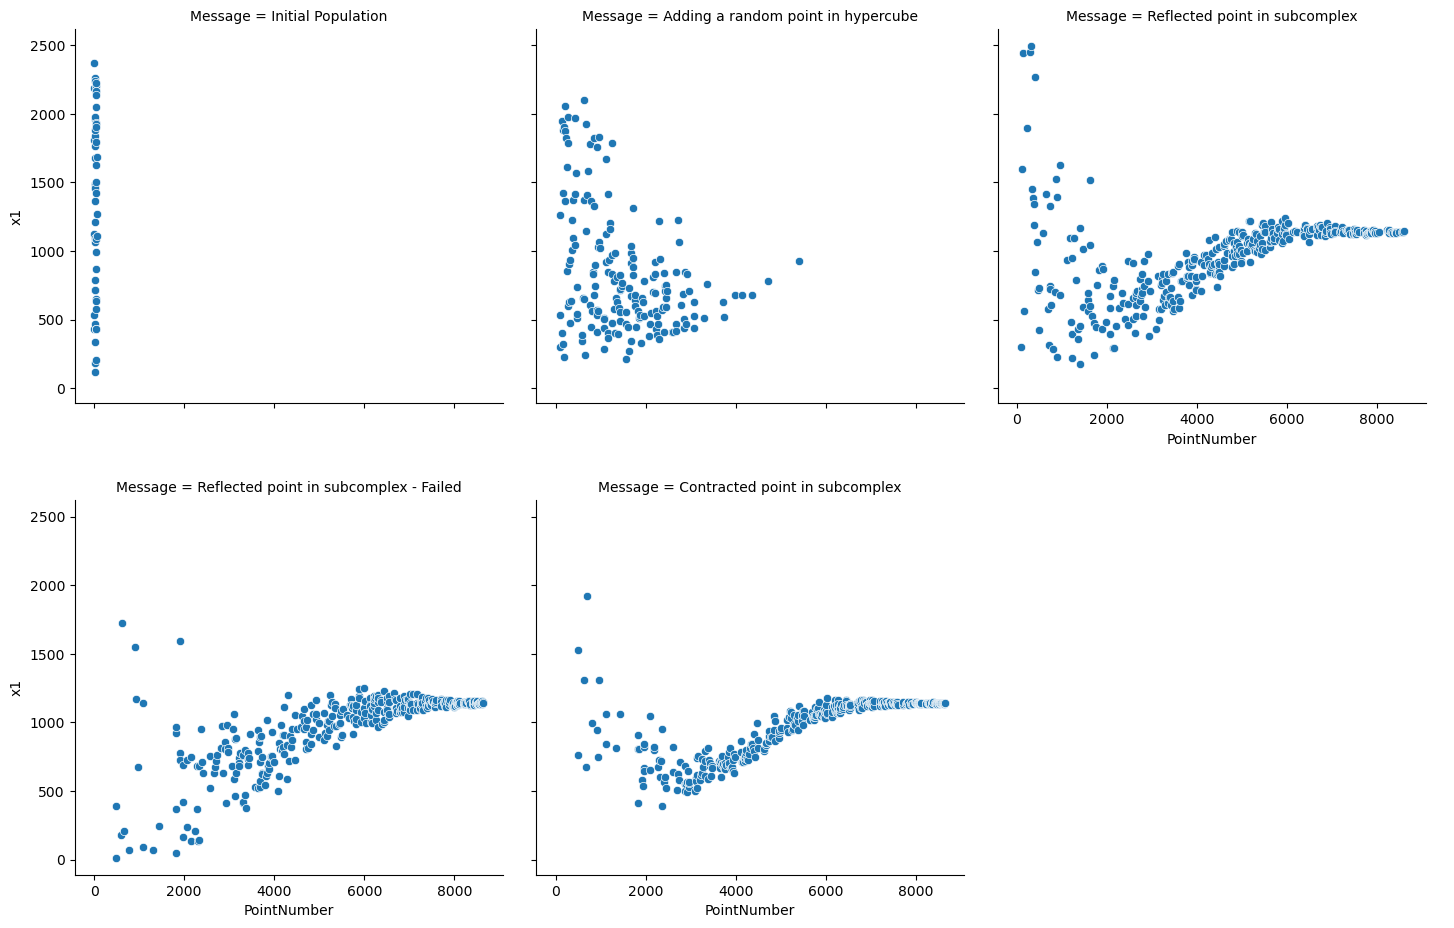 Message = Initial Population
Message = Adding a random point in hypercube
Message = Reflected point in subcomplex
2500
2000
1500
1000
500
0
x1
0
2000
4000
6000
8000
PointNumber
Message = Reflected point in subcomplex - Failed
Message = Contracted point in subcomplex
2500
2000
1500
1000
500
0
x1
0
2000
4000
6000
8000
PointNumber
0
2000
4000
6000
8000
PointNumber